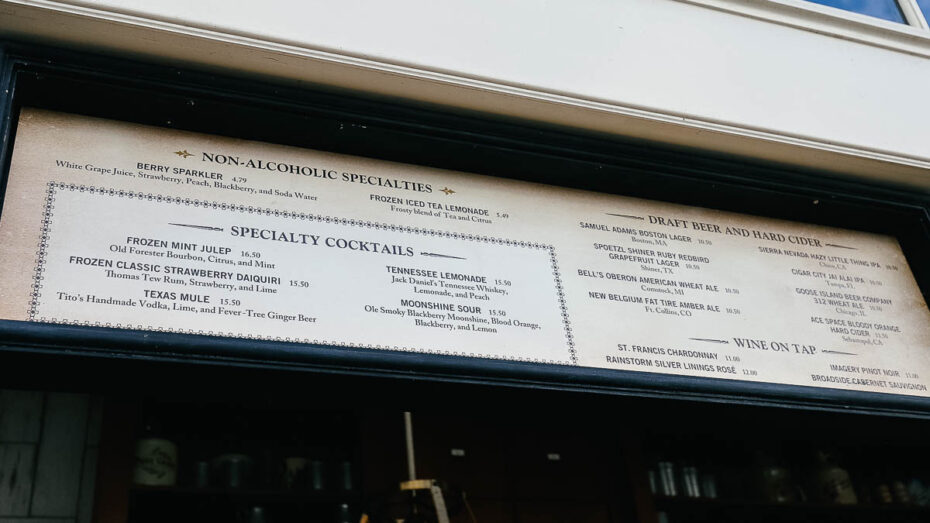 NON-ALCOHOLIC SPECIALTIES
BERRY SPARKLER 4.79
White Grape Juice, Strawberry, Peach, Blackberry, and Soda Water
FROZEN ICED TEA LEMONADE 5.49
Frosty blend of Tea and Citrus
SPECIALTY COCKTAILS
FROZEN MINT JULEP 16.50
Old Forester Bourbon, Citrus, and Mint
FROZEN CLASSIC STRAWBERRY DAIQUIRI 15.50
Thomas Tew Rum, Strawberry, and Lime
TEXAS MULE 15.50
Tito's Handmade Vodka, Lime, and Fever-Tree Ginger Beer
TENNESSEE LEMONADE 15.50
Jack Daniel's Tennessee Whiskey,
Lemonade, and Peach
MOONSHINE SOUR 15.50
Ole Smoky Blackberry Moonshine, Blood Orange,
Blackberry, and Lemon
DRAFT BEER AND HARD CIDER
SAMUEL ADAMS BOSTON LAGER 10.50
Boston, MA
SPOETZL SHINER RUBY REDBIRD
GRAPEFRUIT LAGER 10.50
Shiner, TX
BELL'S OBERON AMERICAN WHEAT ALE 10.50
Comstock, MI
NEW BELGIUM FAT TIRE AMBER ALE 10.50
Ft. Collins, CO
SIERRA NEVADA HAZY LITTLE THING IPA 10.50
Chico, CA
CIGAR CITY JAI ALAI IPA 10.50
Tampa, FL
GOOSE ISLAND BEER COMPANY
312 WHEAT ALE 10.50
Chicago, IL
ACE SPACE BLOODY ORANGE
HARD CIDER 11.50
Sebastopol, CA
WINE ON TAP
ST. FRANCIS CHARDONNAY 11.00
RAINSTORM SILVER LININGS ROSÉ 12.00
IMAGERY PINOT NOIR 11.00
BROADSIDE CABERNET SAUVIGNON